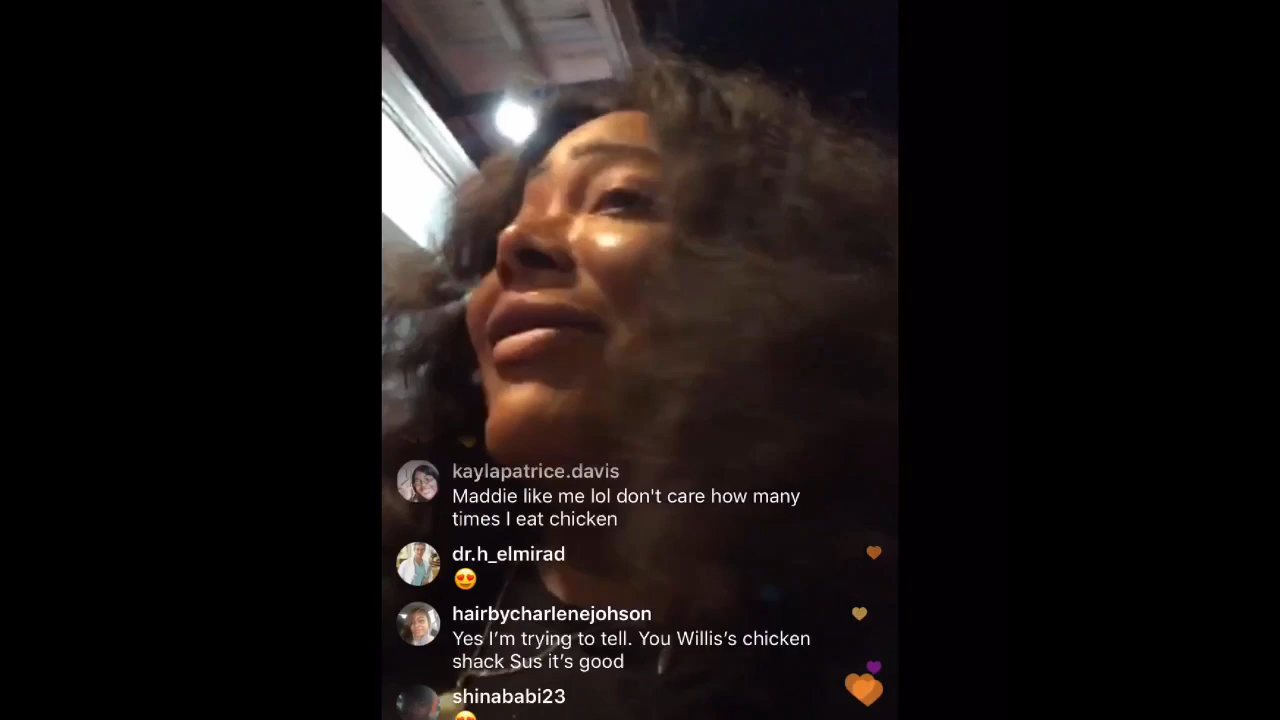 kaylapatrice.davis
Maddie like me lol don't care how many
times I eat chicken
dr.h_elmirad
😍
hairbycharlenejohson
Yes I’m trying to tell. You Willis’s chicken
shack Sus it’s good
shinababi23
😍